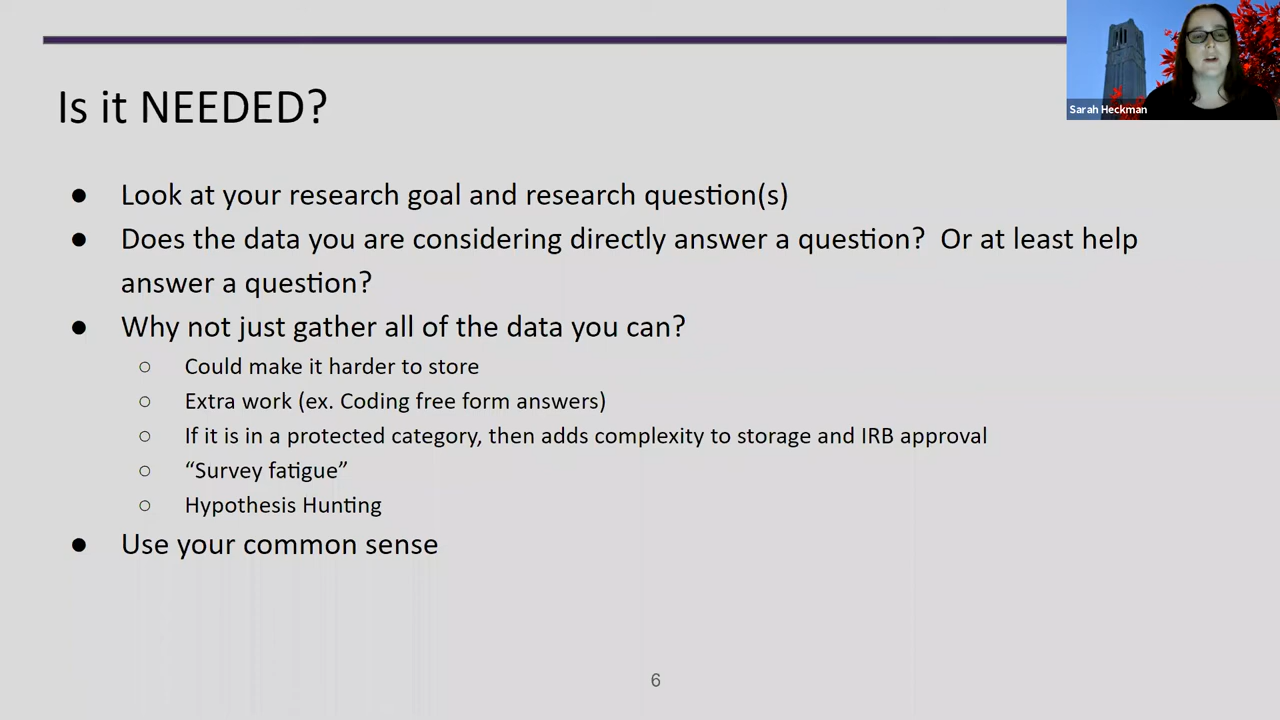 Is it NEEDED?
Sarah Heckman
● Look at your research goal and research question(s)
● Does the data you are considering directly answer a question?  Or at least help
answer a question?
● Why not just gather all of the data you can?
○ Could make it harder to store
○ Extra work (ex. Coding free form answers)
○ If it is in a protected category, then adds complexity to storage and IRB approval
○ “Survey fatigue”
○ Hypothesis Hunting
● Use your common sense
6